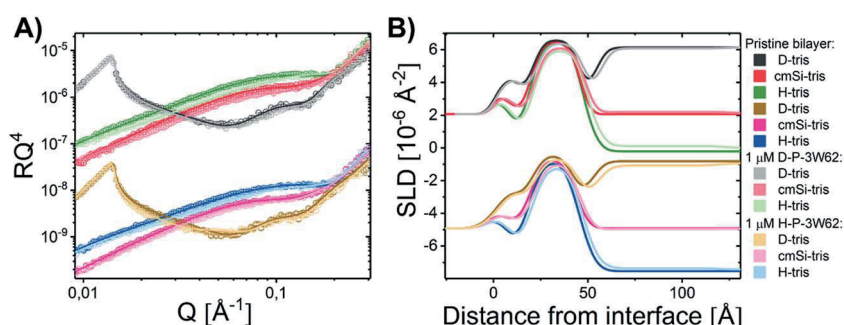 A)
RQ⁴
10⁻⁵
10⁻⁶
10⁻⁷
10⁻⁸
10⁻⁹
0,01
0,1
Q [Å⁻¹]
B)
SLD [10⁻⁶ Å⁻²]
6
4
2
0
-2
-4
-6
0
50
100
Distance from interface [Å]
Pristine bilayer:
D-tris
cmSi-tris
H-tris
D-tris
cmSi-tris
H-tris
1 µM D-P-3W62:
D-tris
cmSi-tris
H-tris
1 µM H-P-3W62:
D-tris
cmSi-tris
H-tris